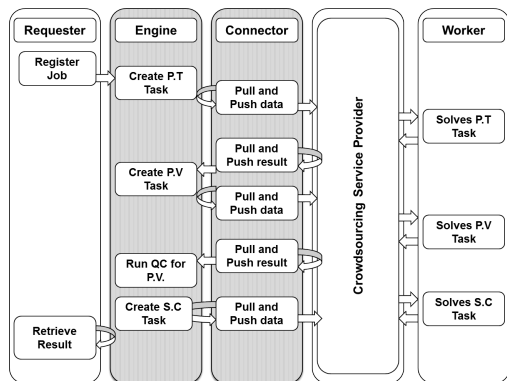 Requester
Engine
Connector
Worker
Register
Job
Create P.T
Task
Pull and
Push data
Solves P.T
Task
Pull and
Push result
Create P.V
Task
Pull and
Push data
Crowdsourcing Service Provider
Solves P.V
Task
Pull and
Push result
Run QC for
P.V.
Create S.C
Task
Pull and
Push data
Solves S.C
Task
Retrieve
Result